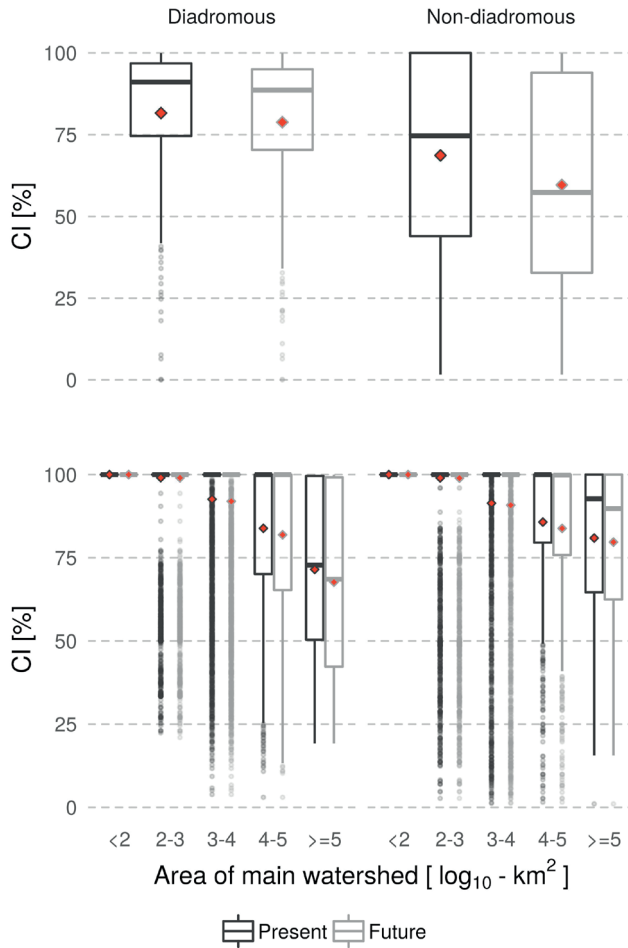 Diadromous Non-diadromous
100
75
50
25
0
CI [%]
100
75
50
25
0
CI [%]
<2 2-3 3-4 4-5 >=5 <2 2-3 3-4 4-5 >=5
Area of main watershed [ log10 - km2 ]
Present Future